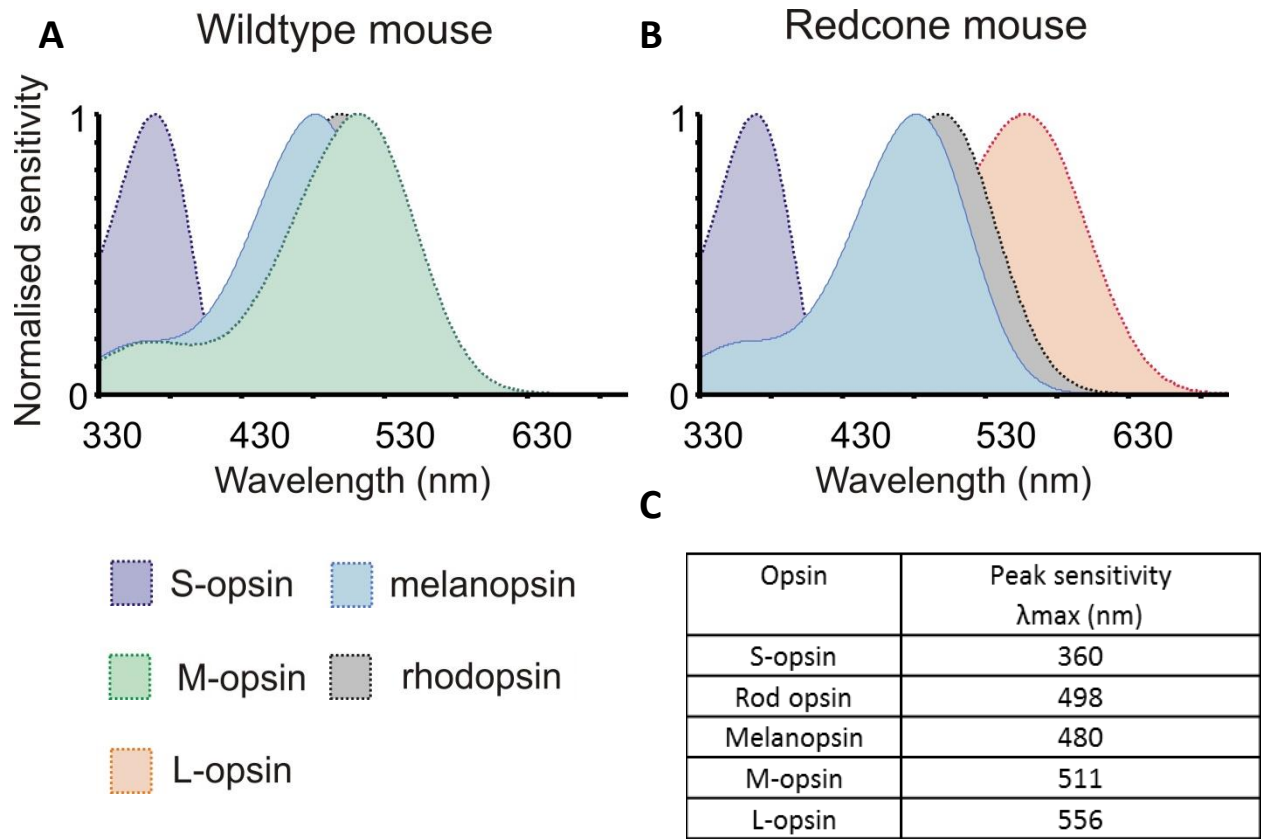 A
Wildtype mouse
Normalised sensitivity
1
0
330 430 530 630
Wavelength (nm)
B
Redcone mouse
1
0
330 430 530 630
Wavelength (nm)
S-opsin melanopsin
M-opsin rhodopsin
L-opsin
C
Opsin Peak sensitivity
λmax (nm)
S-opsin 360
Rod opsin 498
Melanopsin 480
M-opsin 511
L-opsin 556